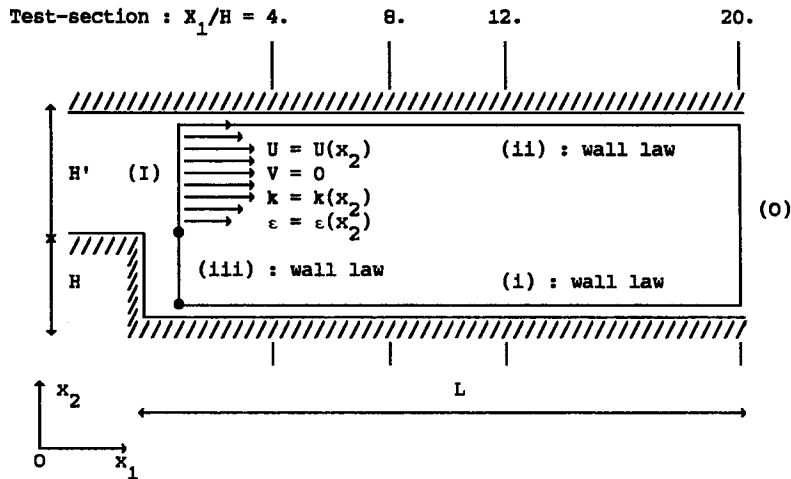 Test-section : X₁/H = 4. 8. 12. 20.
U = U(x₂)
(ii) : wall law
H' (I)
V = 0
k = k(x₂)
ε = ε(x₂)
(O)
H
(iii) : wall law
(i) : wall law
L
x₂
O
x₁